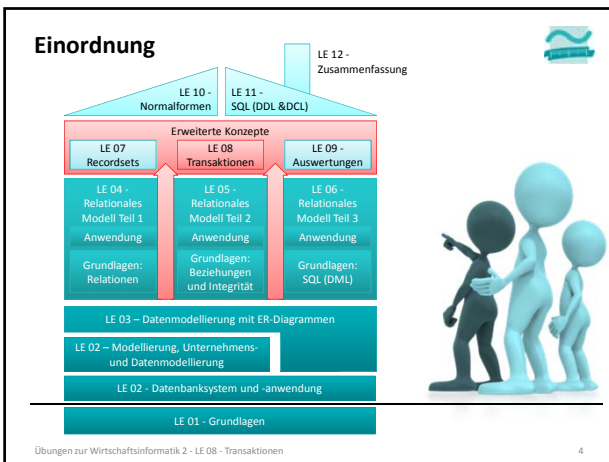 Einordnung
LE 12 -
Zusammenfassung
LE 10 -
Normalformen
LE 11 -
SQL (DDL &DCL)
Erweiterte Konzepte
LE 07
Recordsets
LE 08
Transaktionen
LE 09 -
Auswertungen
LE 04 -
Relationales
Modell Teil 1
Anwendung
Grundlagen:
Relationen
LE 05 -
Relationales
Modell Teil 2
Anwendung
Grundlagen:
Beziehungen
und Integrität
LE 06 -
Relationales
Modell Teil 3
Anwendung
Grundlagen:
SQL (DML)
LE 03 – Datenmodellierung mit ER-Diagrammen
LE 02 – Modellierung, Unternehmens-
und Datenmodellierung
LE 02 - Datenbanksystem und -anwendung
LE 01 - Grundlagen
Übungen zur Wirtschaftsinformatik 2 - LE 08 - Transaktionen
4